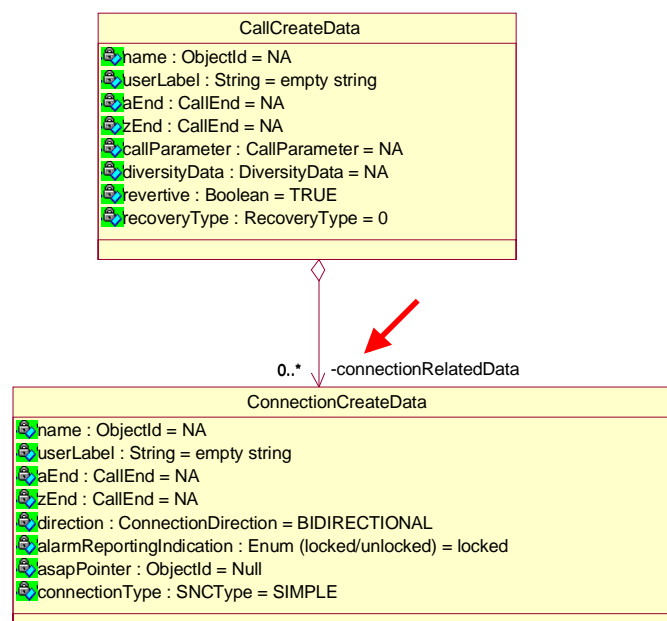 CallCreateData
name : ObjectId = NA
userLabel : String = empty string
aEnd : CallEnd = NA
zEnd : CallEnd = NA
callParameter : CallParameter = NA
diversityData : DiversityData = NA
revertive : Boolean = TRUE
recoveryType : RecoveryType = 0
0..* -connectionRelatedData
ConnectionCreateData
name : ObjectId = NA
userLabel : String = empty string
aEnd : CallEnd = NA
zEnd : CallEnd = NA
direction : ConnectionDirection = BIDIRECTIONAL
alarmReportingIndication : Enum (locked/unlocked) = locked
asapPointer : ObjectId = Null
connectionType : SNCType = SIMPLE